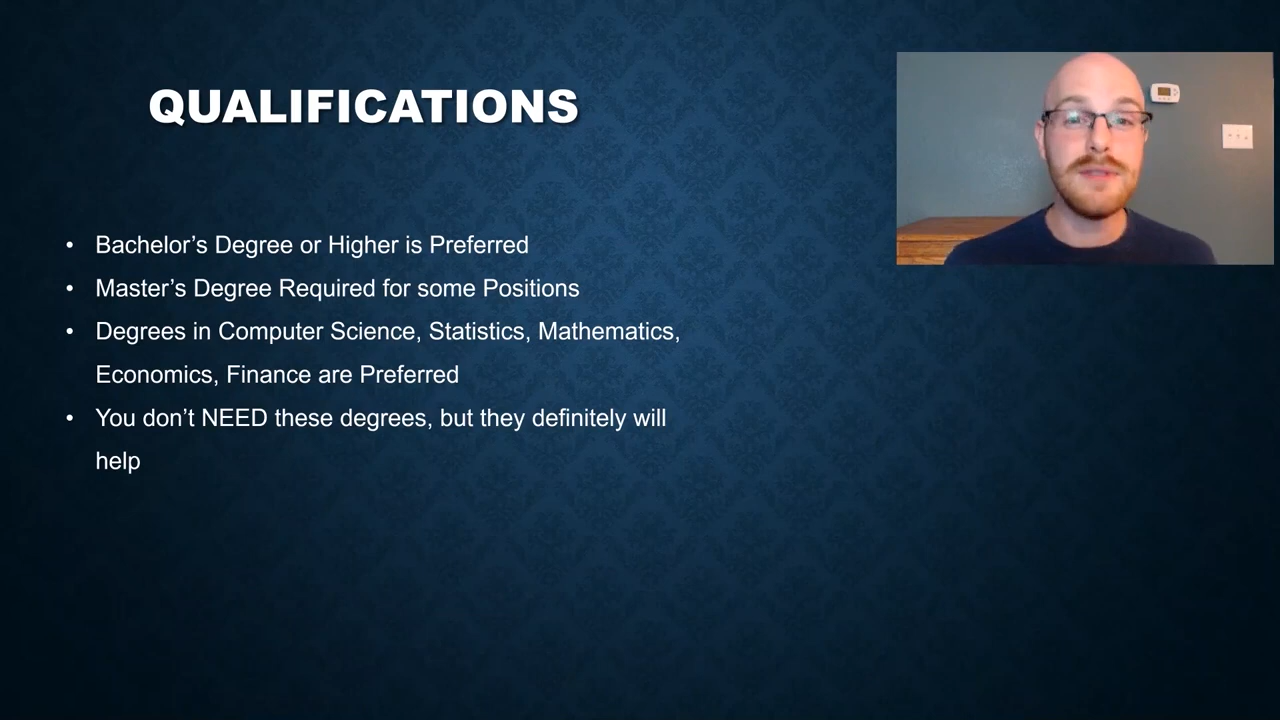 QUALIFICATIONS
• Bachelor’s Degree or Higher is Preferred
• Master’s Degree Required for some Positions
• Degrees in Computer Science, Statistics, Mathematics,
Economics, Finance are Preferred
• You don’t NEED these degrees, but they definitely will
help